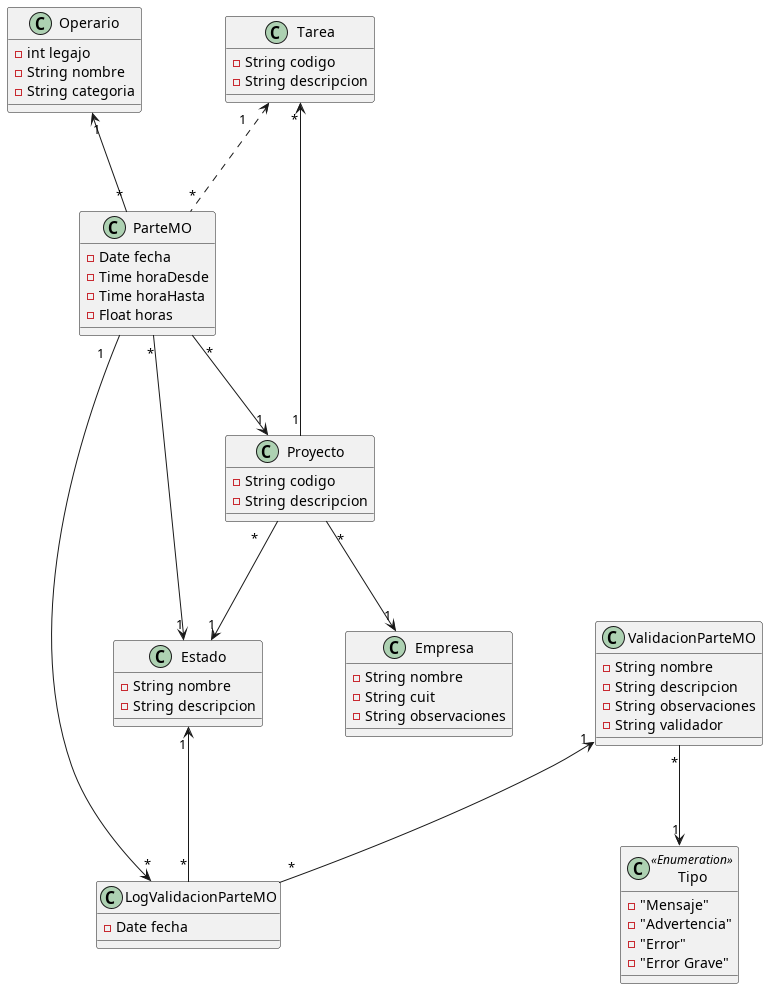 C Operario
int legajo
String nombre
String categoria
C Tarea
String codigo
String descripcion
1
*
1
*
1
*
C ParteMO
Date fecha
Time horaDesde
Time horaHasta
Float horas
1
*
*
1
C Proyecto
String codigo
String descripcion
*
*
1
1
1
C Estado
String nombre
String descripcion
C Empresa
String nombre
String cuit
String observaciones
C ValidacionParteMO
String nombre
String descripcion
String observaciones
String validador
1
1
*
*
*
*
1
C LogValidacionParteMO
Date fecha
C «Enumeration»
Tipo
"Mensaje"
"Advertencia"
"Error"
"Error Grave"